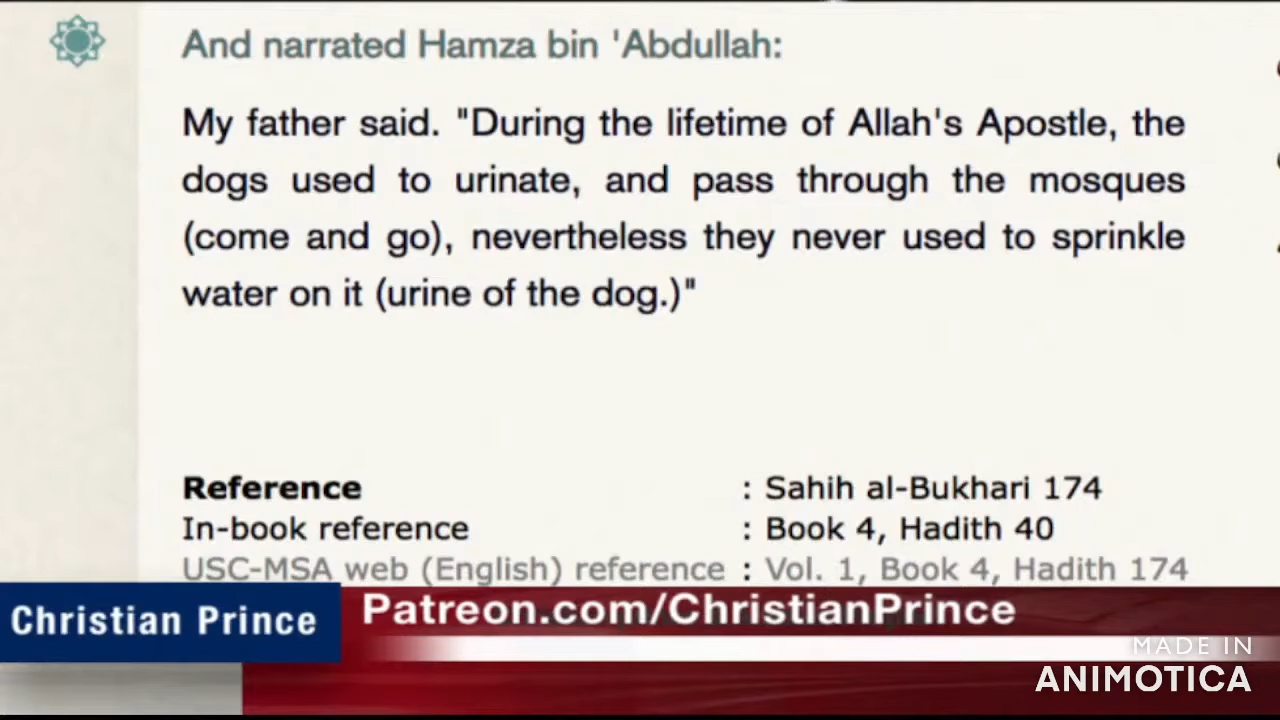 And narrated Hamza bin 'Abdullah:
My father said. "During the lifetime of Allah's Apostle, the
dogs used to urinate, and pass through the mosques
(come and go), nevertheless they never used to sprinkle
water on it (urine of the dog.)"
Reference : Sahih al-Bukhari 174
In-book reference : Book 4, Hadith 40
USC-MSA web (English) reference : Vol. 1, Book 4, Hadith 174
Christian Prince
Patreon.com/ChristianPrince
MADE IN
ANIMOTICA